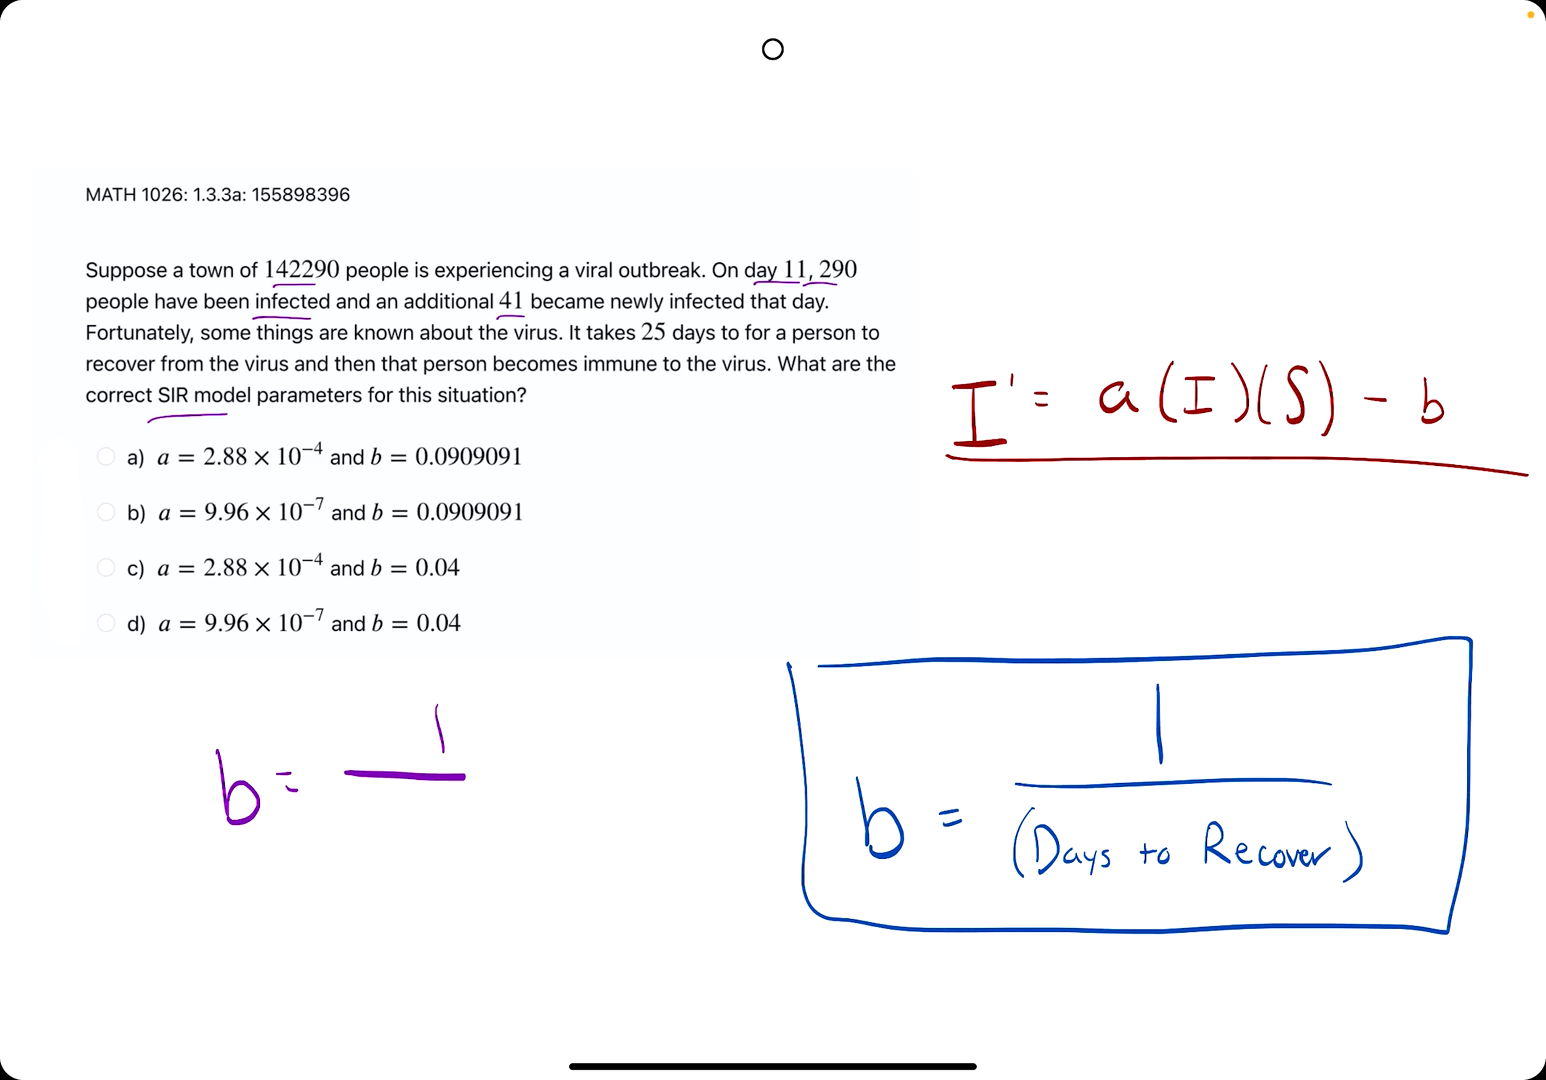 MATH 1026: 1.3.3a: 155898396
Suppose a town of 142290 people is experiencing a viral outbreak. On day 11, 290
people have been infected and an additional 41 became newly infected that day.
Fortunately, some things are known about the virus. It takes 25 days to for a person to
recover from the virus and then that person becomes immune to the virus. What are the
correct SIR model parameters for this situation?
a) a = 2.88 × 10⁻⁴ and b = 0.0909091
b) a = 9.96 × 10⁻⁷ and b = 0.0909091
c) a = 2.88 × 10⁻⁴ and b = 0.04
d) a = 9.96 × 10⁻⁷ and b = 0.04
I' = a(I)(S) - b
b = 1
1
b =
(Days to Recover)